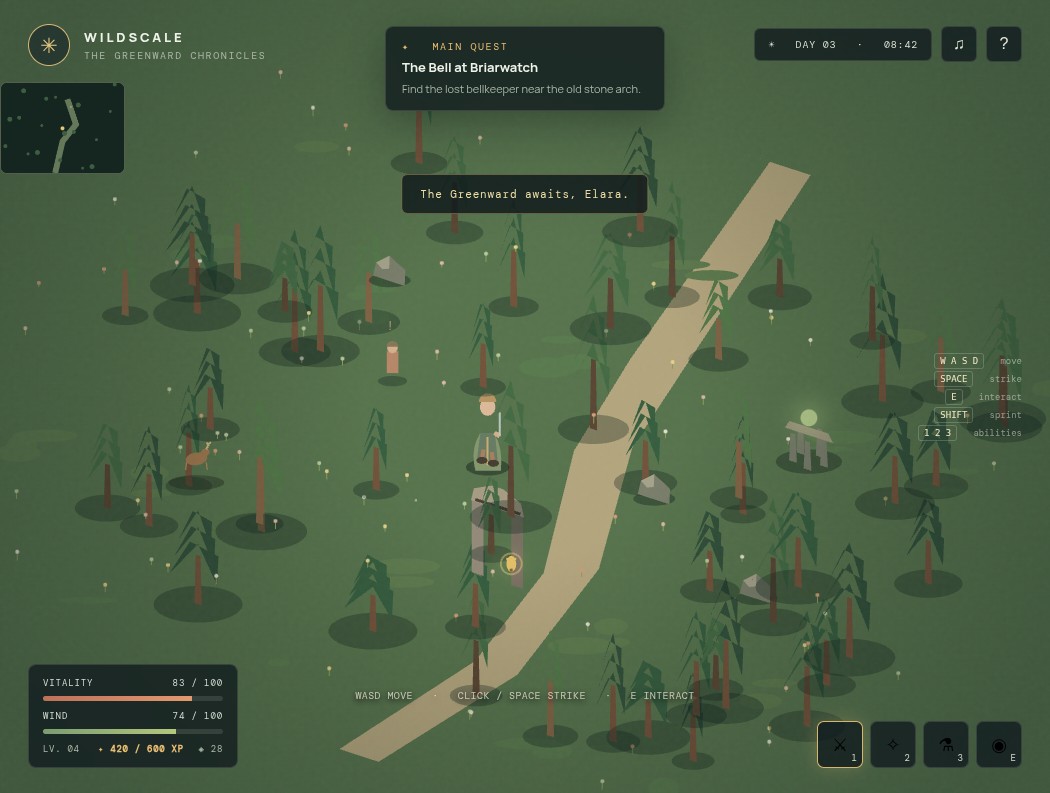 WILDSCALE
THE GREENWARD CHRONICLES
MAIN QUEST
The Bell at Briarwatch
Find the lost bellkeeper near the old stone arch.
DAY 03 · 08:42
?
The Greenward awaits, Elara.
W A S D move
SPACE strike
E interact
SHIFT sprint
1 2 3 abilities
VITALITY 83 / 100
WIND 74 / 100
LV. 04 ✦ 420 / 600 XP ◆ 28
WASD MOVE · CLICK / SPACE STRIKE · E INTERACT
1 2 3 E